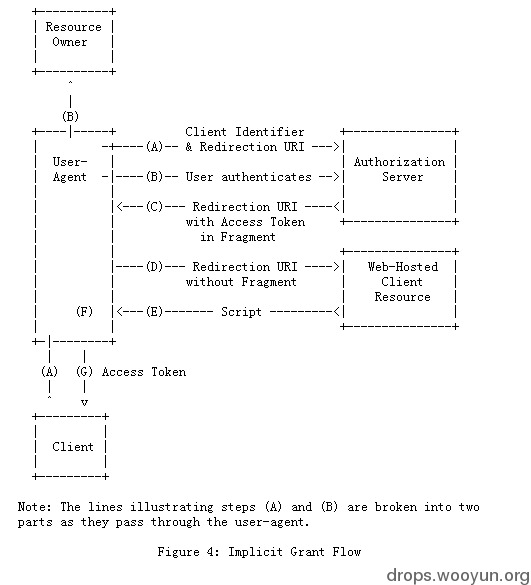 Resource
Owner
(B)
Client Identifier
(A)-- & Redirection URI
User-
Agent
Authorization
Server
(B)-- User authenticates
(C)-- Redirection URI
with Access Token
in Fragment
(D)--- Redirection URI
without Fragment
Web-Hosted
Client
Resource
(F)
(E)------- Script
(A) (G) Access Token
Client
Note: The lines illustrating steps (A) and (B) are broken into two
parts as they pass through the user-agent.
Figure 4: Implicit Grant Flow
drops.wooyun.org